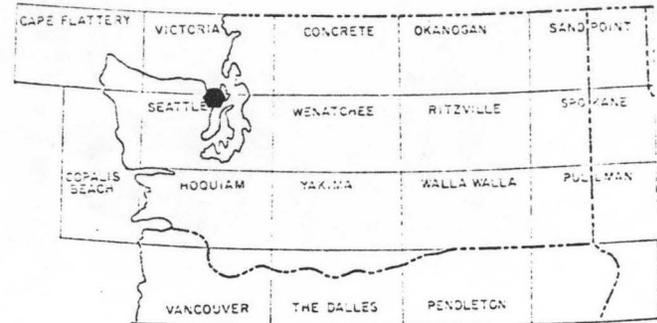 CAPE FLATTERY
VICTORIA
CONCRETE
OKANOGAN
SAND POINT
SEATTLE
WENATCHEE
RITZVILLE
SPOKANE
COPALIS
BEACH
HOQUIAM
YAKIMA
WALLA WALLA
PULLMAN
VANCOUVER
THE DALLES
PENDLETON